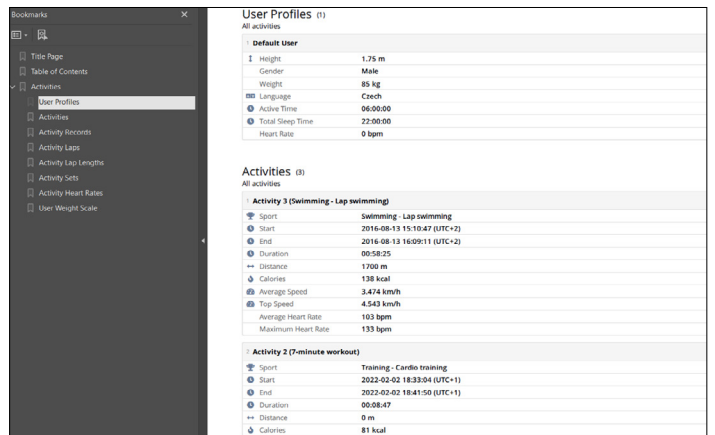 Bookmarks
Title Page
Table of Contents
Activities
User Profiles
Activities
Activity Records
Activity Laps
Activity Lap Lengths
Activity Sets
Activity Heart Rates
User Weight Scale
User Profiles (1)
All activities
1 Default User
Height 1.75 m
Gender Male
Weight 85 kg
Language Czech
Active Time 06:00:00
Total Sleep Time 22:00:00
Heart Rate 0 bpm
Activities (3)
All activities
1 Activity 3 (Swimming - Lap swimming)
Sport Swimming - Lap swimming
Start 2016-08-13 15:10:47 (UTC+2)
End 2016-08-13 16:09:11 (UTC+2)
Duration 00:58:25
Distance 1700 m
Calories 138 kcal
Average Speed 3.474 km/h
Top Speed 4.543 km/h
Average Heart Rate 103 bpm
Maximum Heart Rate 133 bpm
2 Activity 2 (7-minute workout)
Sport Training - Cardio training
Start 2022-02-02 18:33:04 (UTC+1)
End 2022-02-02 18:41:50 (UTC+1)
Duration 00:08:47
Distance 0 m
Calories 81 kcal